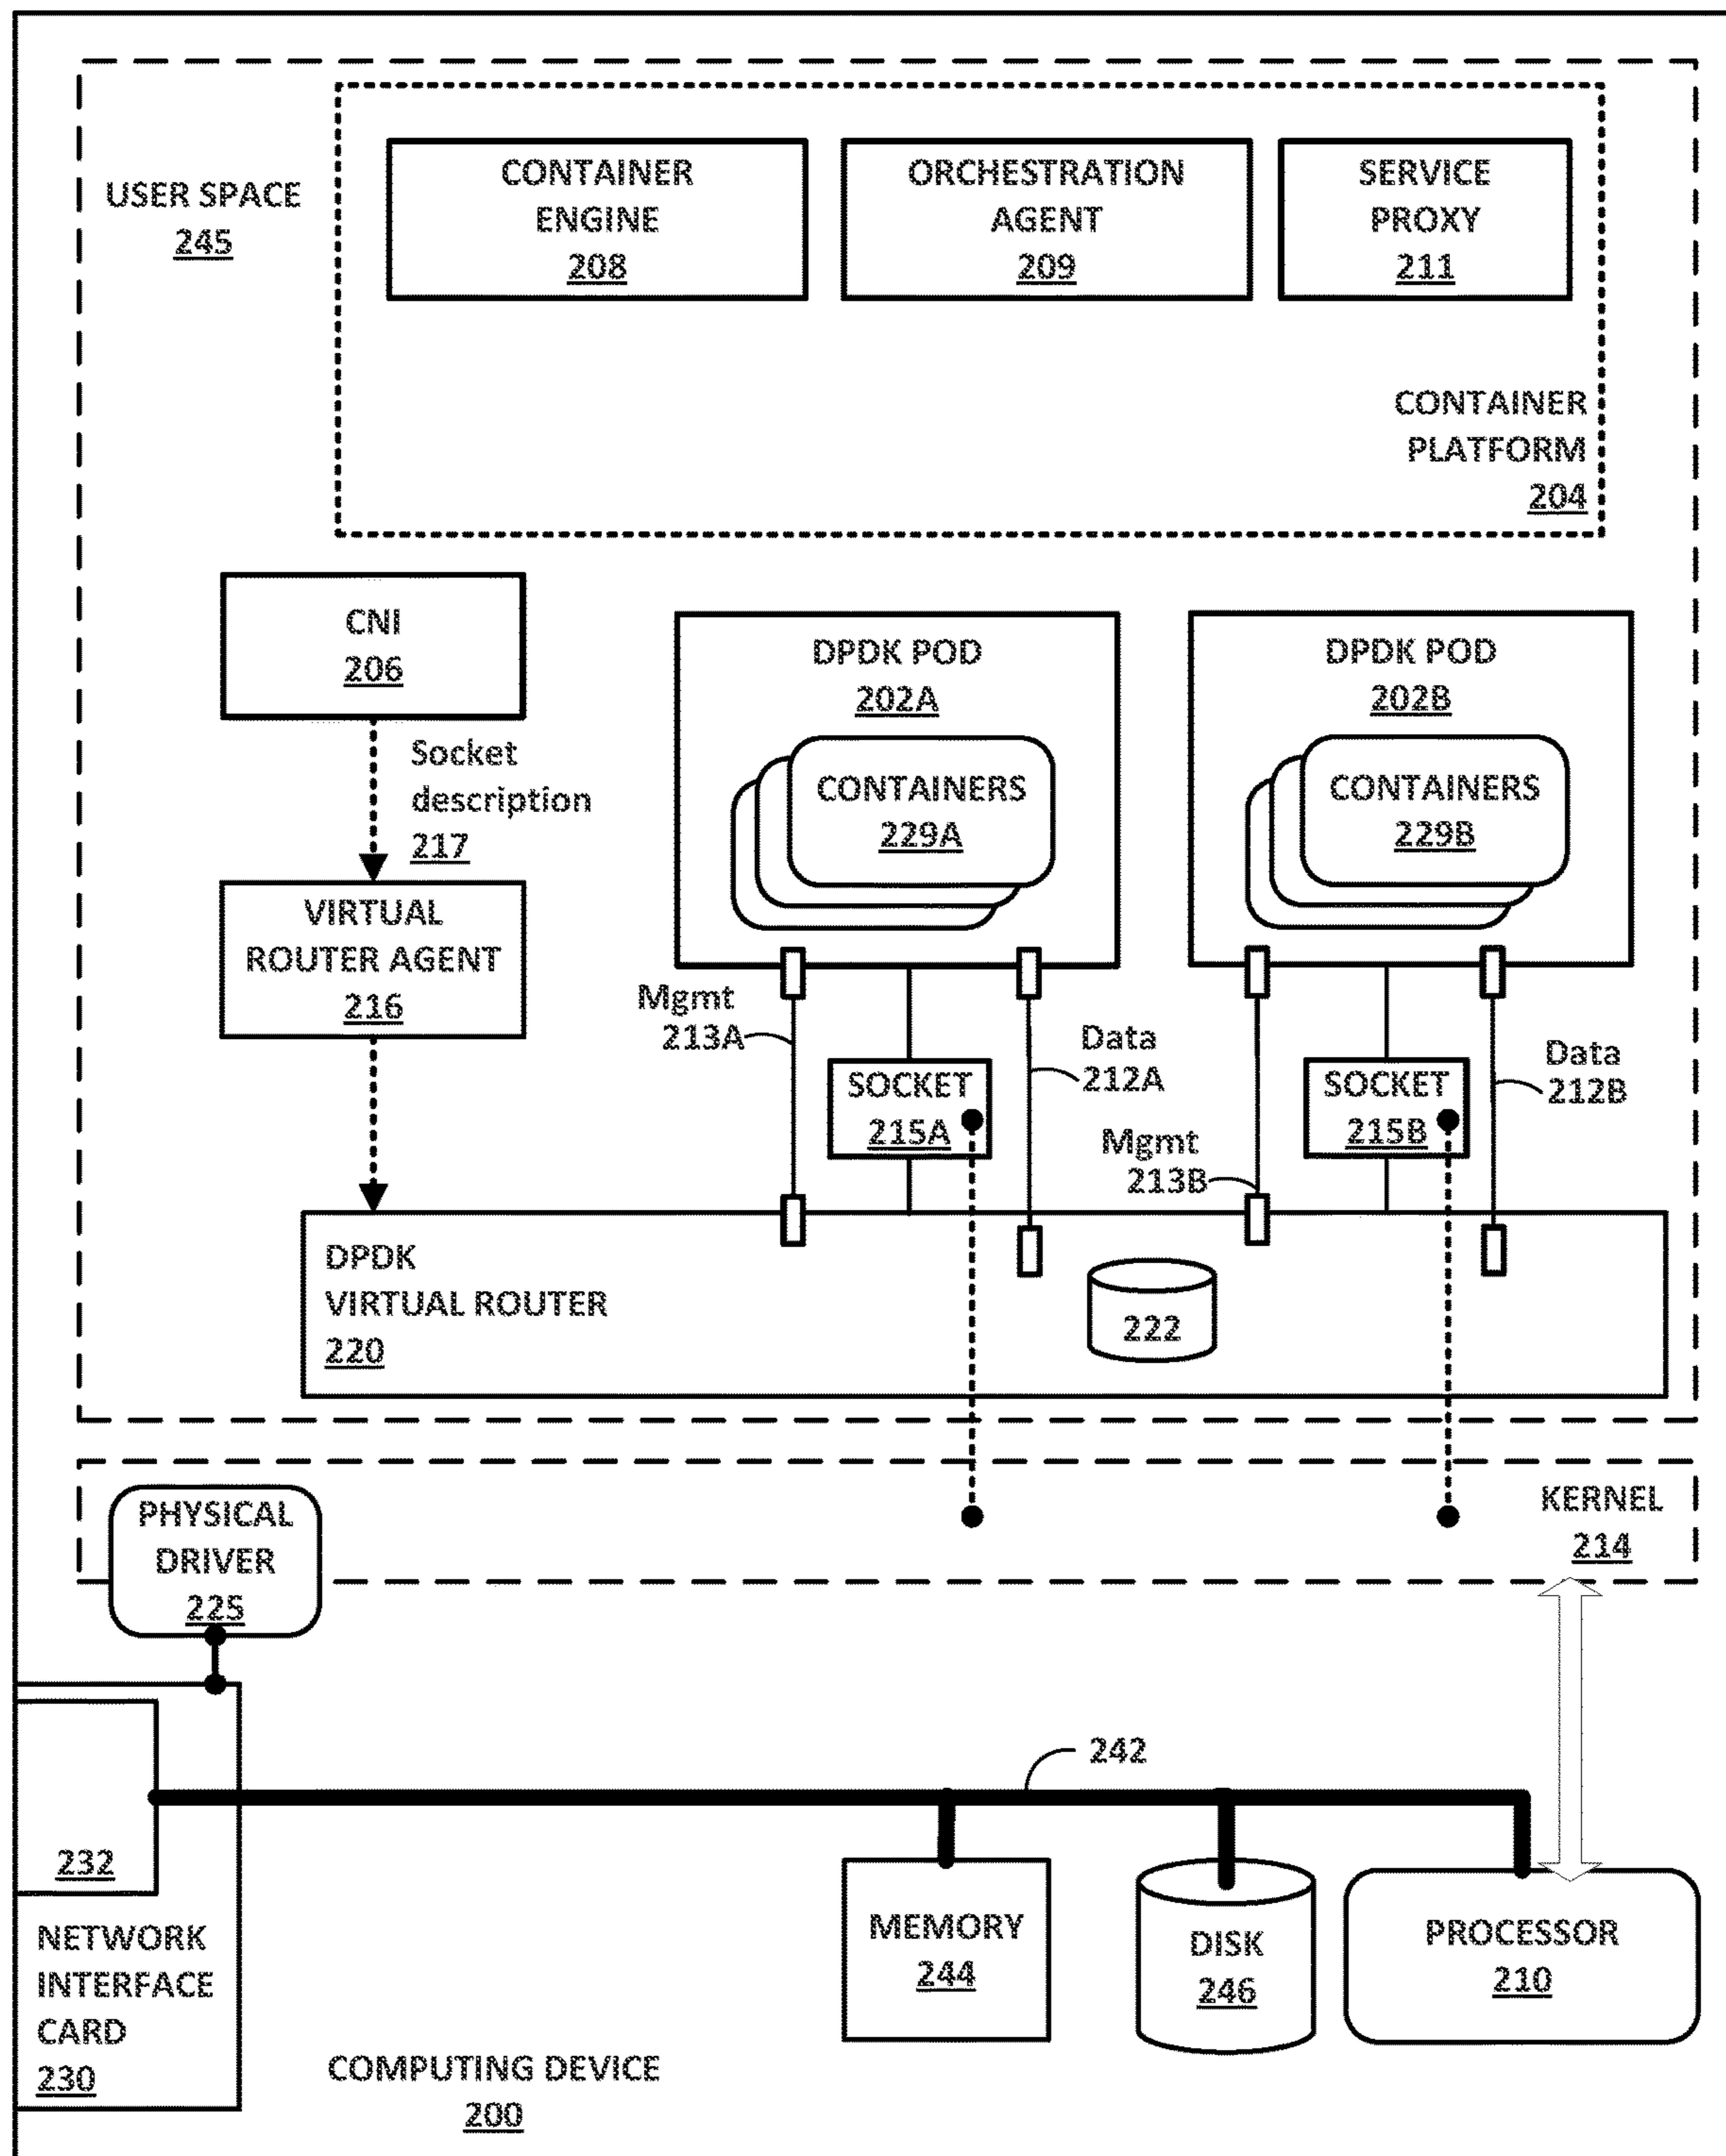 USER SPACE
245
CONTAINER
ENGINE
208
ORCHESTRATION
AGENT
209
SERVICE
PROXY
211
CONTAINER
PLATFORM
204
CNI
206
Socket
description
217
VIRTUAL
ROUTER AGENT
216
DPDK POD
202A
CONTAINERS
229A
DPDK POD
202B
CONTAINERS
229B
Mgmt
213A
SOCKET
215A
Data
212A
Mgmt
213B
SOCKET
215B
Data
212B
DPDK
VIRTUAL ROUTER
220
222
PHYSICAL
DRIVER
225
KERNEL
214
242
232
NETWORK
INTERFACE
CARD
230
MEMORY
244
DISK
246
PROCESSOR
210
COMPUTING DEVICE
200